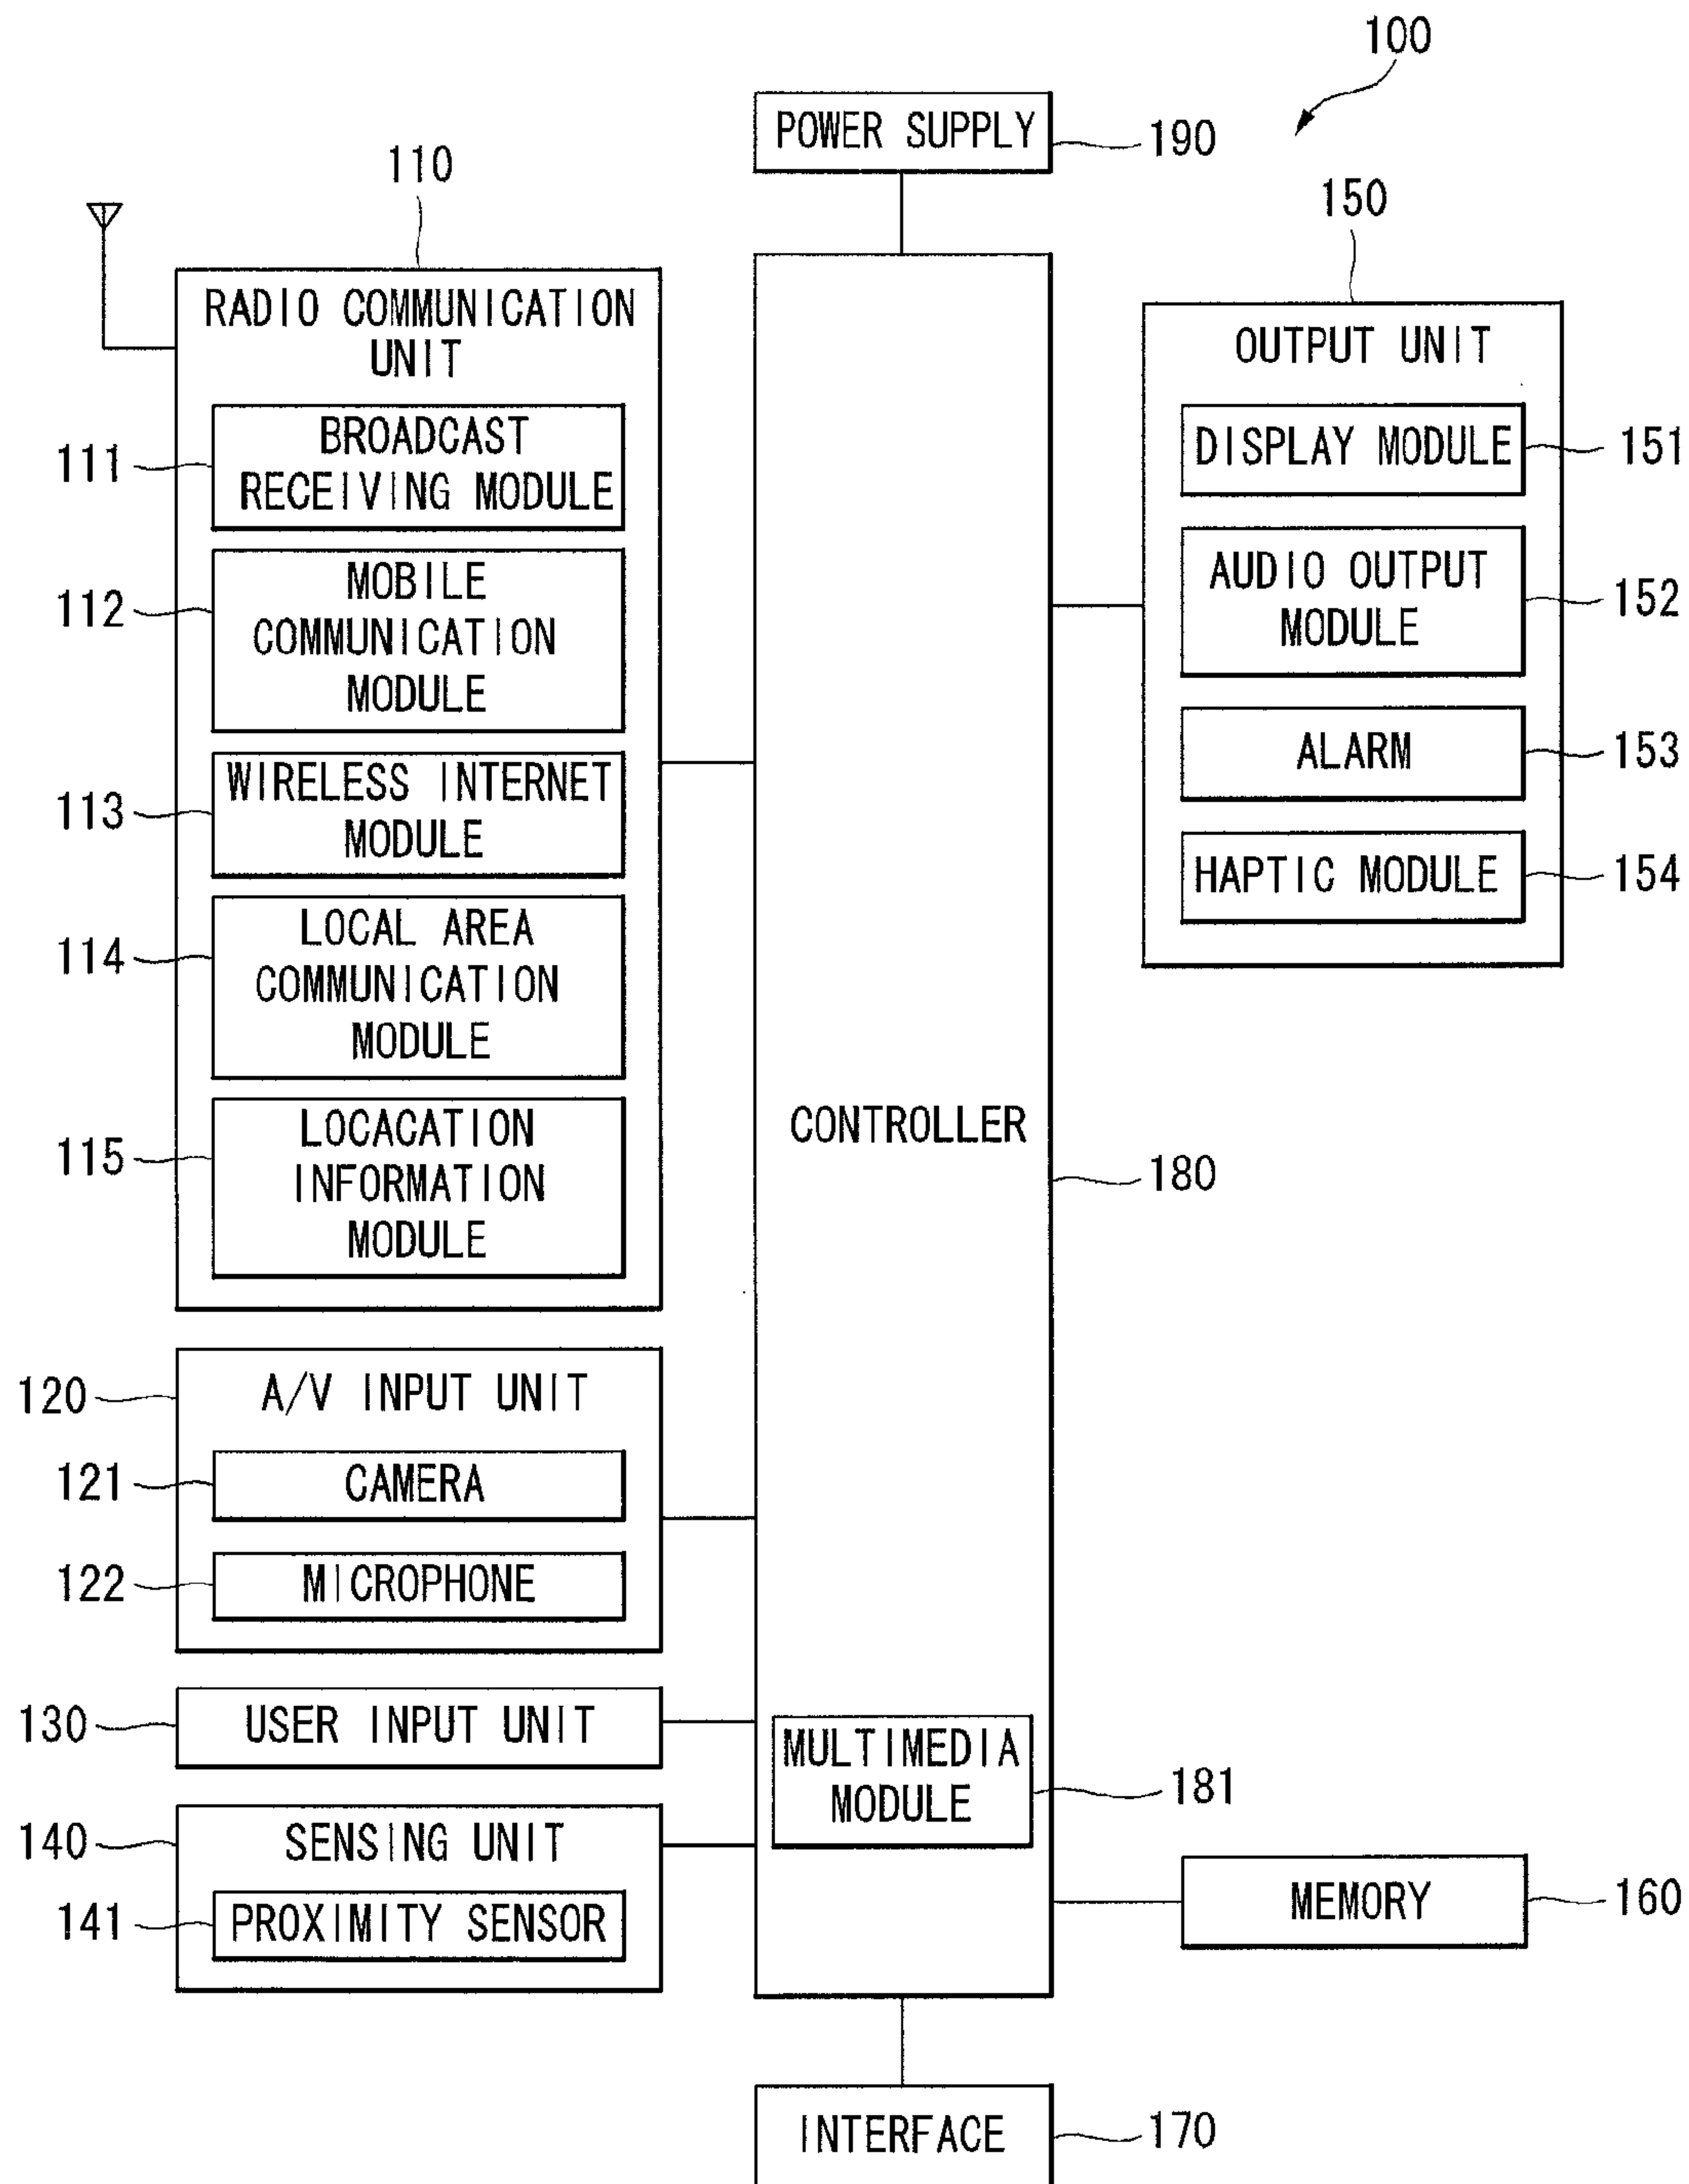 100
POWER SUPPLY
190
110
150
RADIO COMMUNICATION
UNIT
OUTPUT UNIT
BROADCAST
RECEIVING MODULE
111
DISPLAY MODULE
151
MOBILE
COMMUNICATION
MODULE
112
AUDIO OUTPUT
MODULE
152
WIRELESS INTERNET
MODULE
113
ALARM
153
HAPTIC MODULE
154
LOCAL AREA
COMMUNICATION
MODULE
114
LOCACATION
INFORMATION
MODULE
115
CONTROLLER
180
120
A/V INPUT UNIT
121
CAMERA
122
MICROPHONE
130
USER INPUT UNIT
MULTIMEDIA
MODULE
181
140
SENSING UNIT
141
PROXIMITY SENSOR
MEMORY
160
INTERFACE
170